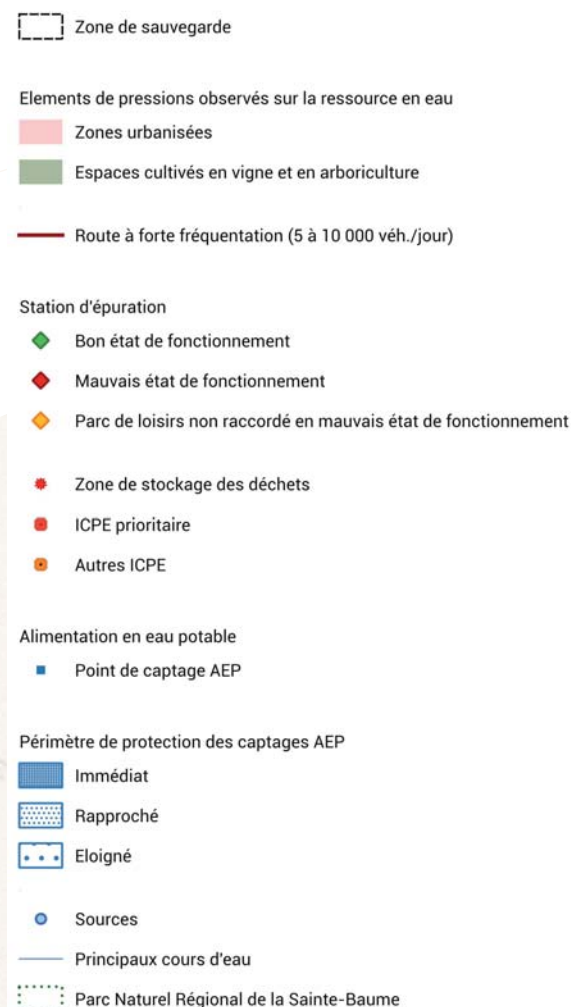 Zone de sauvegarde
Elements de pressions observés sur la ressource en eau
Zones urbanisées
Espaces cultivés en vigne et en arboriculture
Route à forte fréquentation (5 à 10 000 véh./jour)
Station d'épuration
Bon état de fonctionnement
Mauvais état de fonctionnement
Parc de loisirs non raccordé en mauvais état de fonctionnement
Zone de stockage des déchets
ICPE prioritaire
Autres ICPE
Alimentation en eau potable
Point de captage AEP
Périmètre de protection des captages AEP
Immédiat
Rapproché
Eloigné
Sources
Principaux cours d'eau
Parc Naturel Régional de la Sainte-Baume